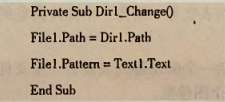 Private Sub Dir1_Change()
File1.Path = Dir1.Path
File1.Pattern = Text1.Text
End Sub